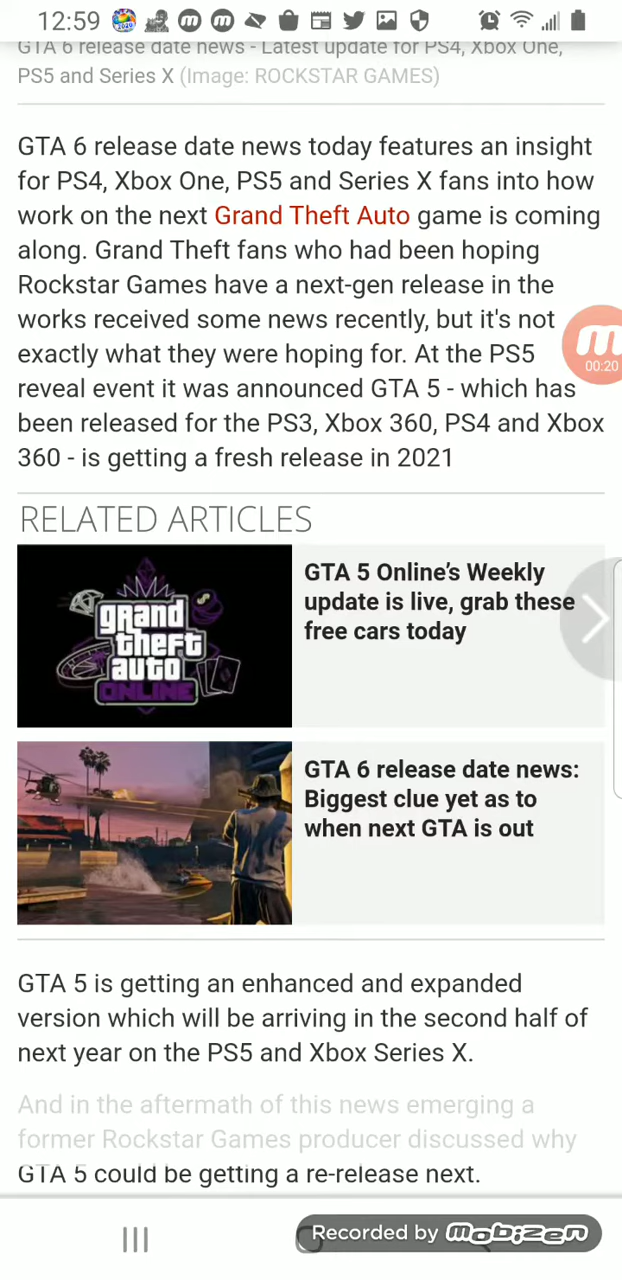 12:59
GTA 6 release date news - Latest update for PS4, Xbox One,
PS5 and Series X (Image: ROCKSTAR GAMES)
GTA 6 release date news today features an insight
for PS4, Xbox One, PS5 and Series X fans into how
work on the next Grand Theft Auto game is coming
along. Grand Theft fans who had been hoping
Rockstar Games have a next-gen release in the
works received some news recently, but it's not
exactly what they were hoping for. At the PS5
reveal event it was announced GTA 5 - which has
been released for the PS3, Xbox 360, PS4 and Xbox
360 - is getting a fresh release in 2021
m
00:20
RELATED ARTICLES
grand
theft
auto
ONLINE
GTA 5 Online’s Weekly
update is live, grab these
free cars today
GTA 6 release date news:
Biggest clue yet as to
when next GTA is out
GTA 5 is getting an enhanced and expanded
version which will be arriving in the second half of
next year on the PS5 and Xbox Series X.
And in the aftermath of this news emerging a
former Rockstar Games producer discussed why
GTA 5 could be getting a re-release next.
Recorded by mobizen